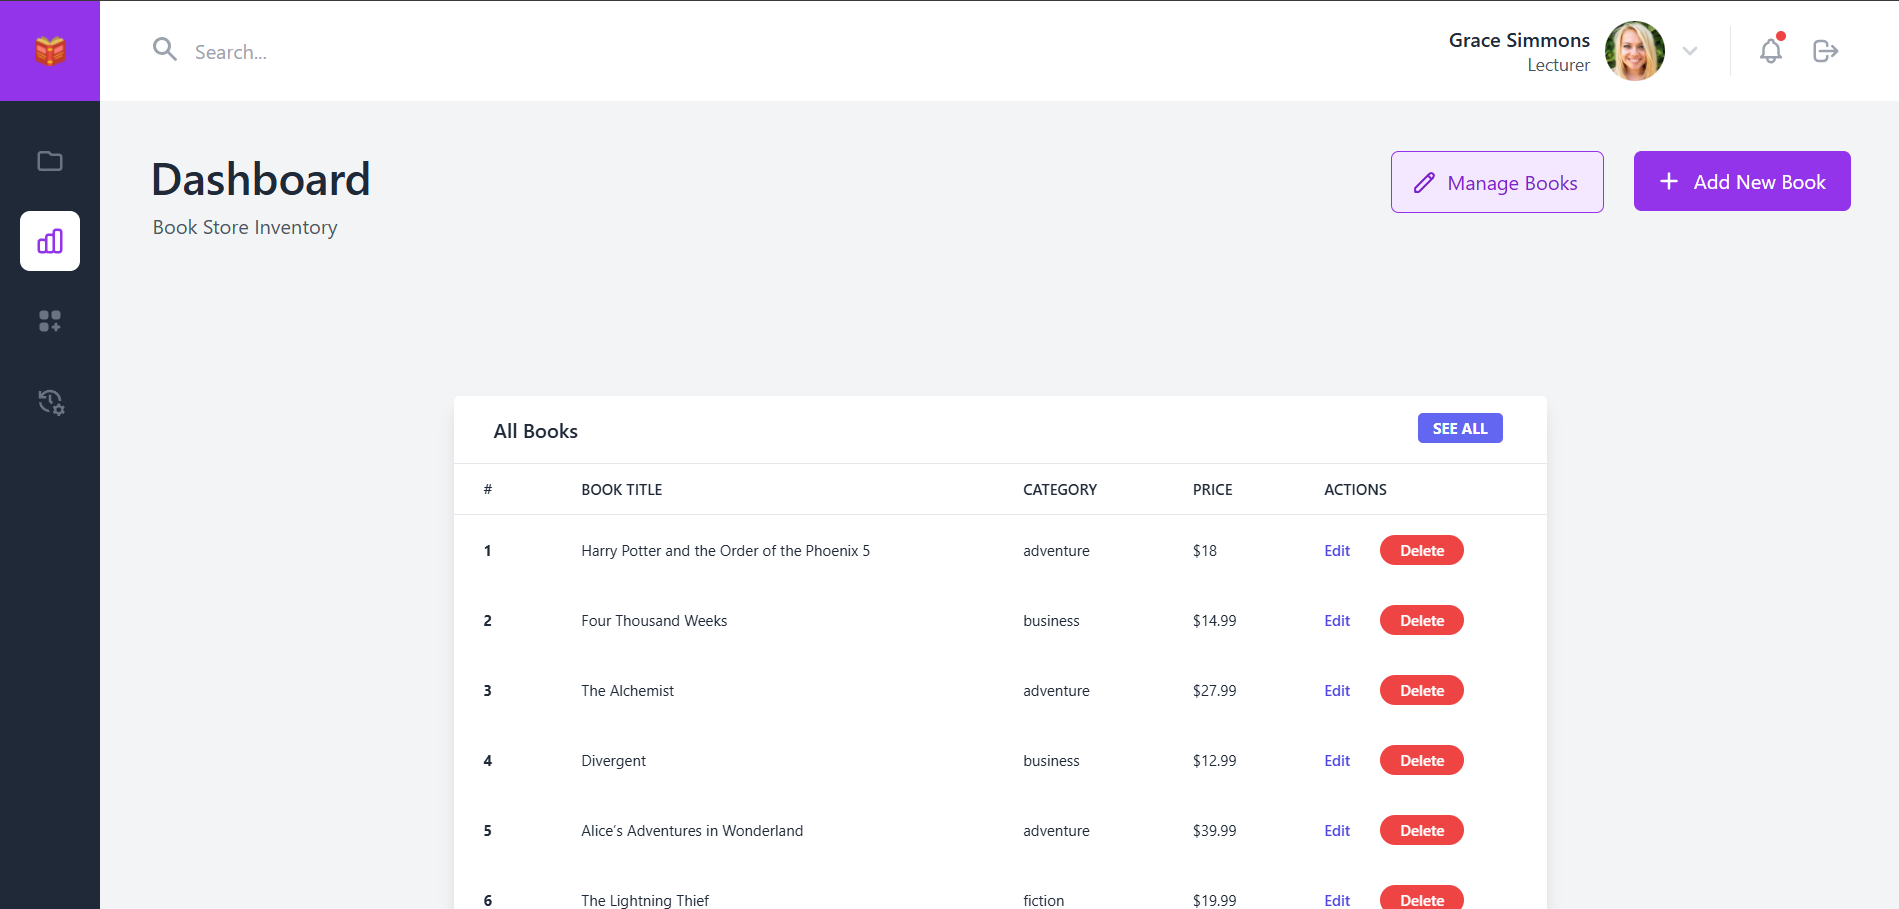 Search...
Grace Simmons
Lecturer
Dashboard
Book Store Inventory
Manage Books
Add New Book
All Books
SEE ALL
# BOOK TITLE CATEGORY PRICE ACTIONS
1 Harry Potter and the Order of the Phoenix 5 adventure $18 Edit Delete
2 Four Thousand Weeks business $14.99 Edit Delete
3 The Alchemist adventure $27.99 Edit Delete
4 Divergent business $12.99 Edit Delete
5 Alice´s Adventures in Wonderland adventure $39.99 Edit Delete
6 The Lightning Thief fiction $19.99 Edit Delete